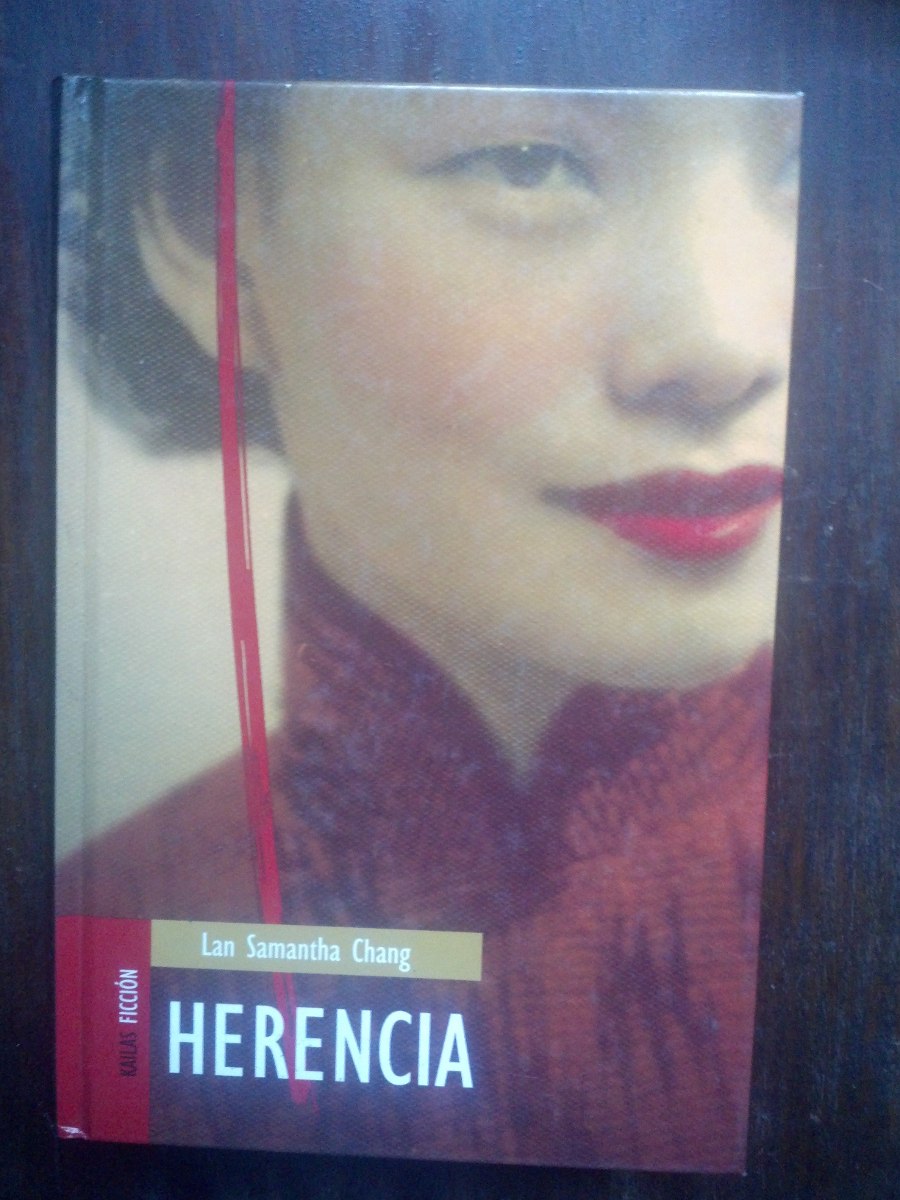 Lan Samantha Chang
HERENCIA
KAILAS FICCIÓN